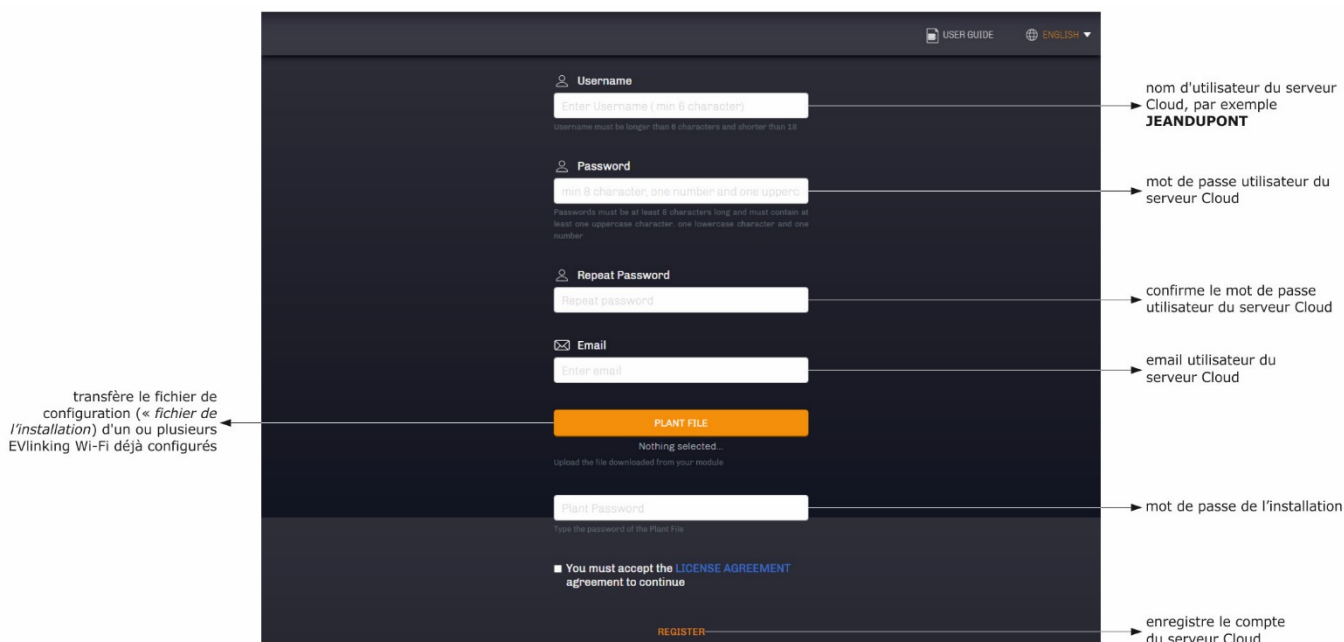 USER GUIDE
ENGLISH
Username
Enter Username ( min 6 character)
Username must be longer than 6 characters and shorter than 18
nom d'utilisateur du serveur
Cloud, par exemple
JEANDUPONT
Password
min 8 character, one number and one upperc
Passwords must be at least 8 characters long and must contain at
least one uppercase character. one lowercase character and one
number
mot de passe utilisateur du
serveur Cloud
Repeat Password
Repeat password
confirme le mot de passe
utilisateur du serveur Cloud
Email
Enter email
email utilisateur du
serveur Cloud
transfère le fichier de
configuration (« fichier de
l'installation) d'un ou plusieurs
EVlinking Wi-Fi déjà configurés
PLANT FILE
Nothing selected...
Upload the file downloaded from your module
Plant Password
Type the password of the Plant File
mot de passe de l'installation
You must accept the LICENSE AGREEMENT
agreement to continue
REGISTER
enregistre le compte
du serveur Cloud